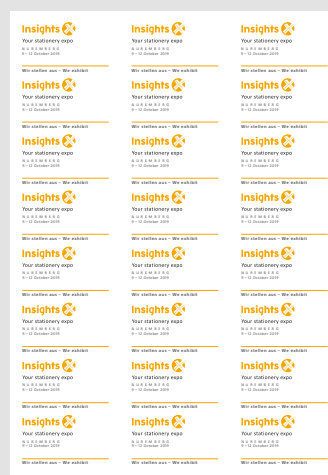 Insights X Insights X Insights X
Your stationery expo Your stationery expo Your stationery expo
NUREMBERG NUREMBERG NUREMBERG
9–12 October 2019 9–12 October 2019 9–12 October 2019
Wir stellen aus – We exhibit Wir stellen aus – We exhibit Wir stellen aus – We exhibit
Insights X Insights X Insights X
Your stationery expo Your stationery expo Your stationery expo
NUREMBERG NUREMBERG NUREMBERG
9–12 October 2019 9–12 October 2019 9–12 October 2019
Wir stellen aus – We exhibit Wir stellen aus – We exhibit Wir stellen aus – We exhibit
Insights X Insights X Insights X
Your stationery expo Your stationery expo Your stationery expo
NUREMBERG NUREMBERG NUREMBERG
9–12 October 2019 9–12 October 2019 9–12 October 2019
Wir stellen aus – We exhibit Wir stellen aus – We exhibit Wir stellen aus – We exhibit
Insights X Insights X Insights X
Your stationery expo Your stationery expo Your stationery expo
NUREMBERG NUREMBERG NUREMBERG
9–12 October 2019 9–12 October 2019 9–12 October 2019
Wir stellen aus – We exhibit Wir stellen aus – We exhibit Wir stellen aus – We exhibit
Insights X Insights X Insights X
Your stationery expo Your stationery expo Your stationery expo
NUREMBERG NUREMBERG NUREMBERG
9–12 October 2019 9–12 October 2019 9–12 October 2019
Wir stellen aus – We exhibit Wir stellen aus – We exhibit Wir stellen aus – We exhibit
Insights X Insights X Insights X
Your stationery expo Your stationery expo Your stationery expo
NUREMBERG NUREMBERG NUREMBERG
9–12 October 2019 9–12 October 2019 9–12 October 2019
Wir stellen aus – We exhibit Wir stellen aus – We exhibit Wir stellen aus – We exhibit
Insights X Insights X Insights X
Your stationery expo Your stationery expo Your stationery expo
NUREMBERG NUREMBERG NUREMBERG
9–12 October 2019 9–12 October 2019 9–12 October 2019
Wir stellen aus – We exhibit Wir stellen aus – We exhibit Wir stellen aus – We exhibit
Insights X Insights X Insights X
Your stationery expo Your stationery expo Your stationery expo
NUREMBERG NUREMBERG NUREMBERG
9–12 October 2019 9–12 October 2019 9–12 October 2019
Wir stellen aus – We exhibit Wir stellen aus – We exhibit Wir stellen aus – We exhibit